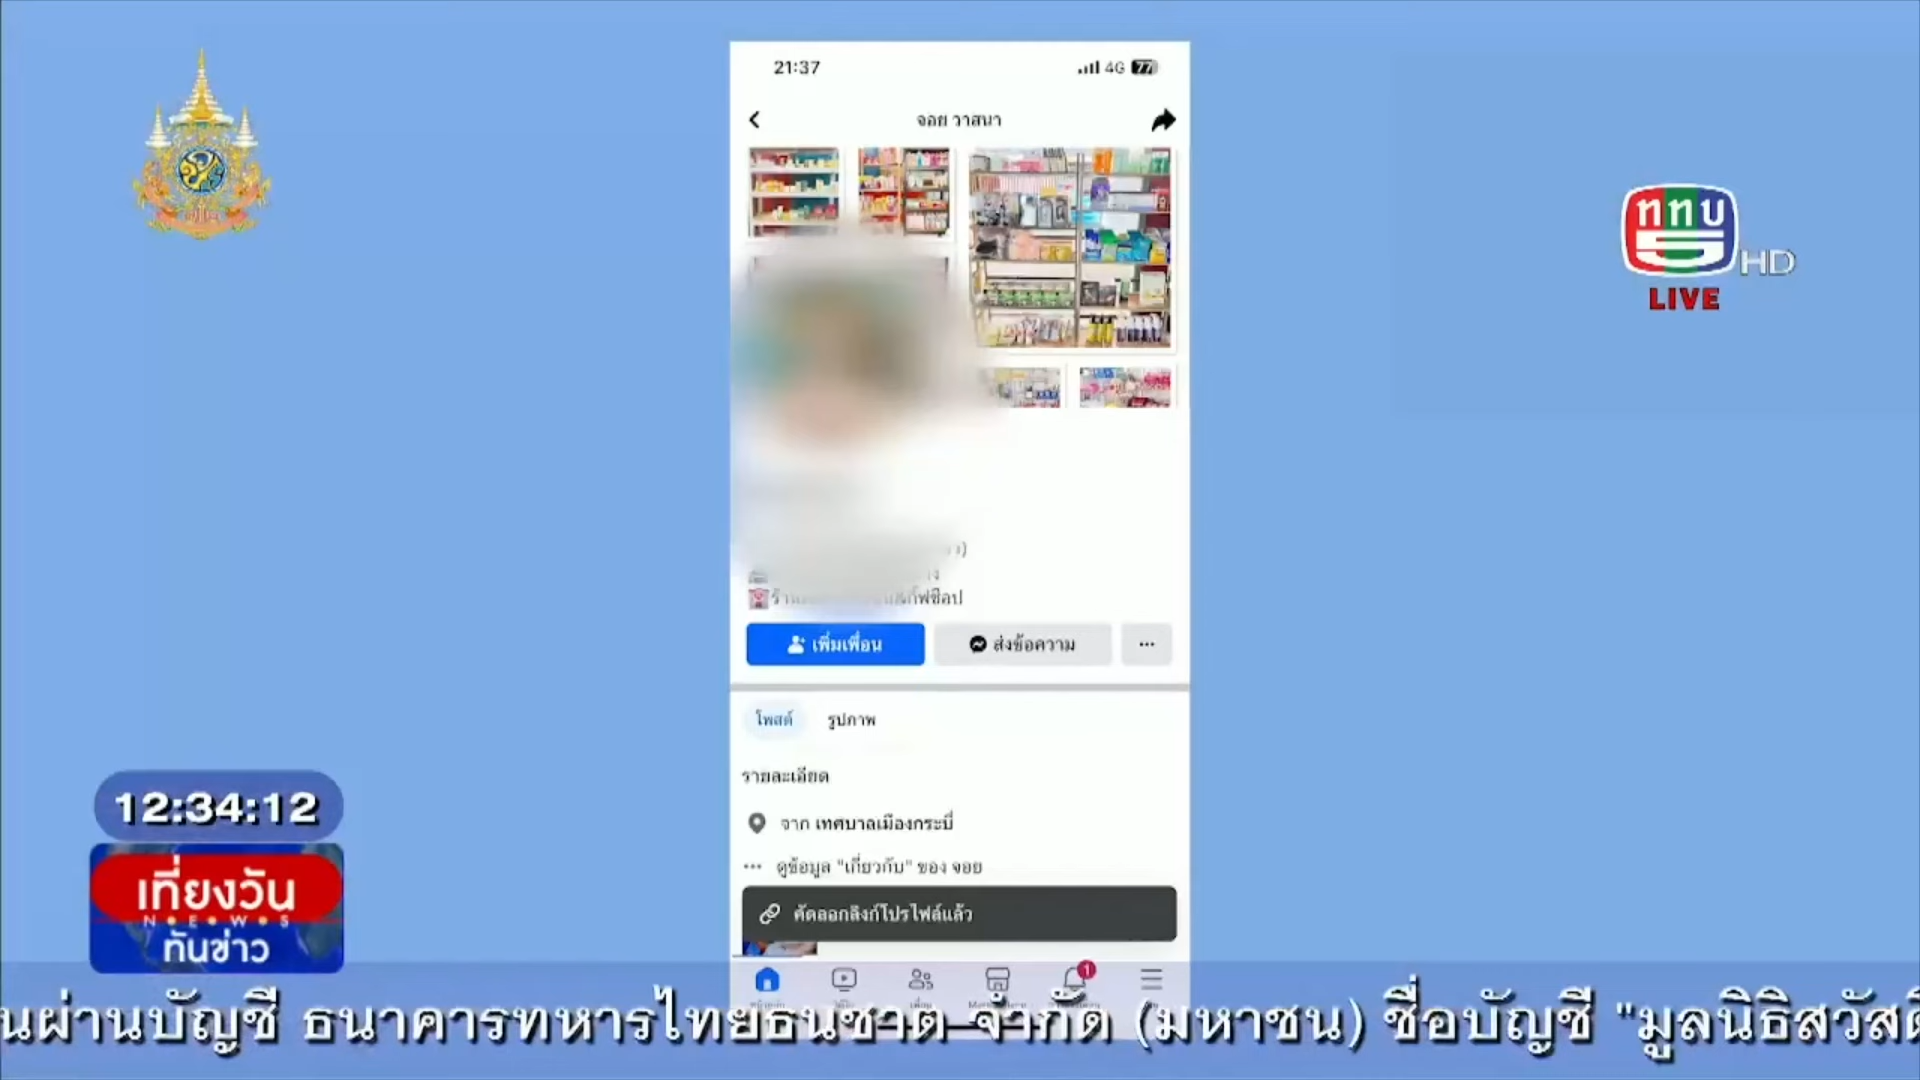 21:37
4G 77
จอย วาสนา
ททบ
5 HD
LIVE
เพิ่มเพื่อน
ส่งข้อความ
โพสต์
รูปภาพ
รายละเอียด
จาก เทศบาลเมืองกระบี่
ดูข้อมูล "เกี่ยวกับ" ของ จอย
คัดลอกลิงก์โปรไฟล์แล้ว
1
12:34:12
เที่ยงวัน
N•E•W•S
ทันข่าว
นผ่านบัญชี ธนาคารทหารไทยธนชาต จำกัด (มหาชน) ชื่อบัญชี "มูลนิธิสวัสดิ